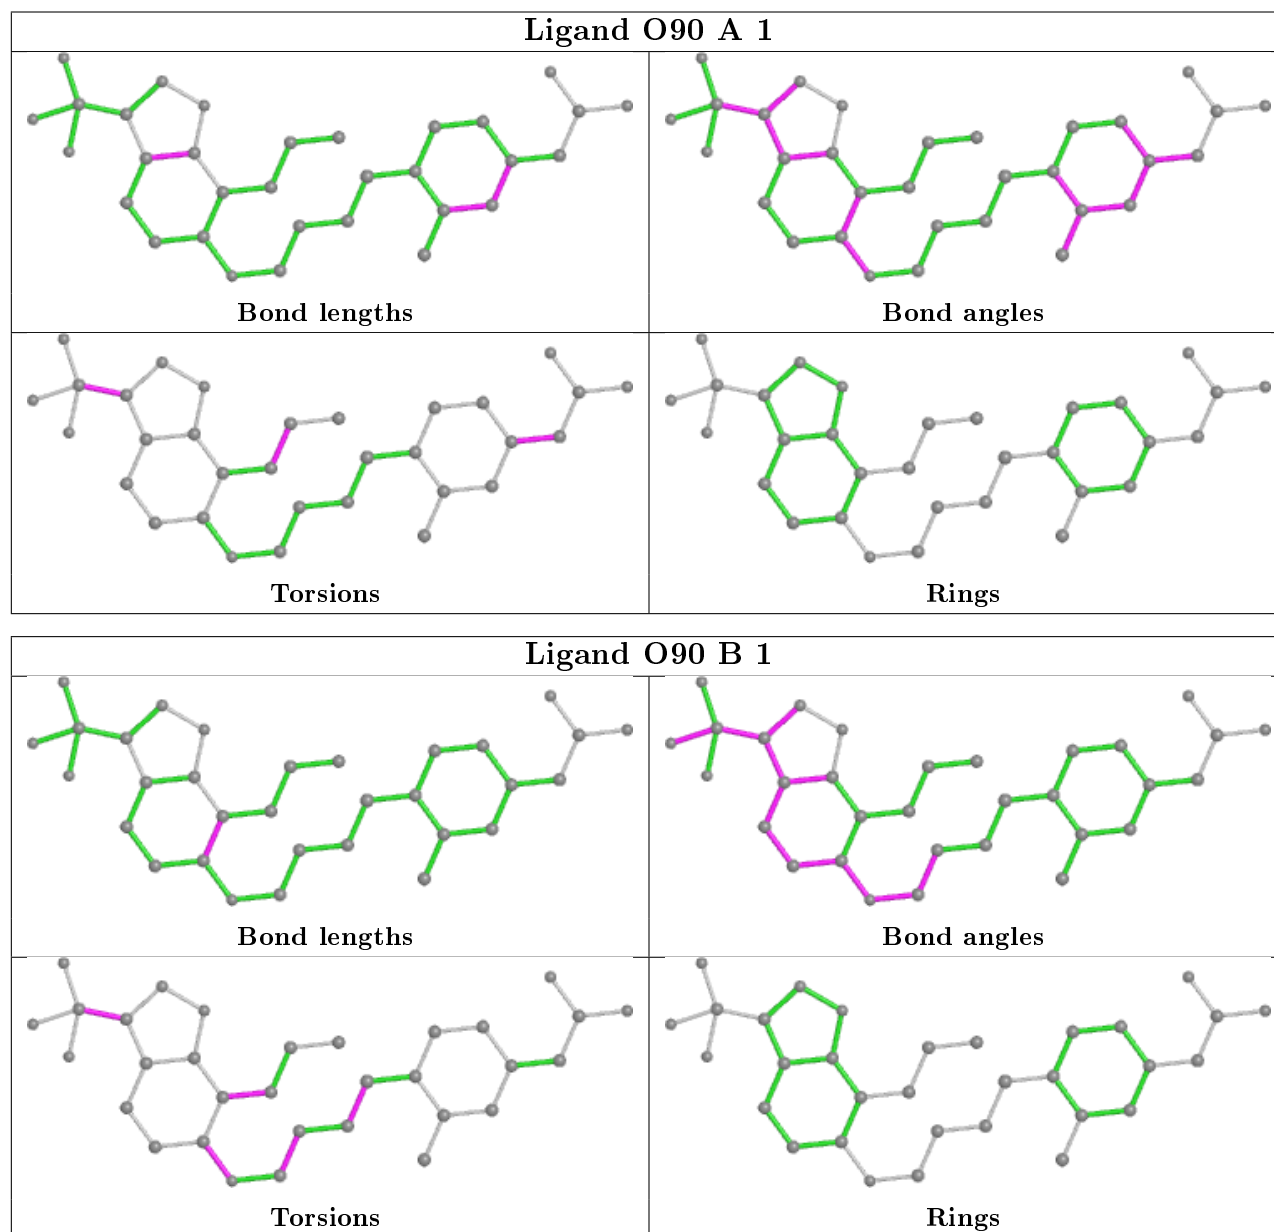 Ligand O90 A 1
Bond lengths
Bond angles
Torsions
Rings
Ligand O90 B 1
Bond lengths
Bond angles
Torsions
Rings